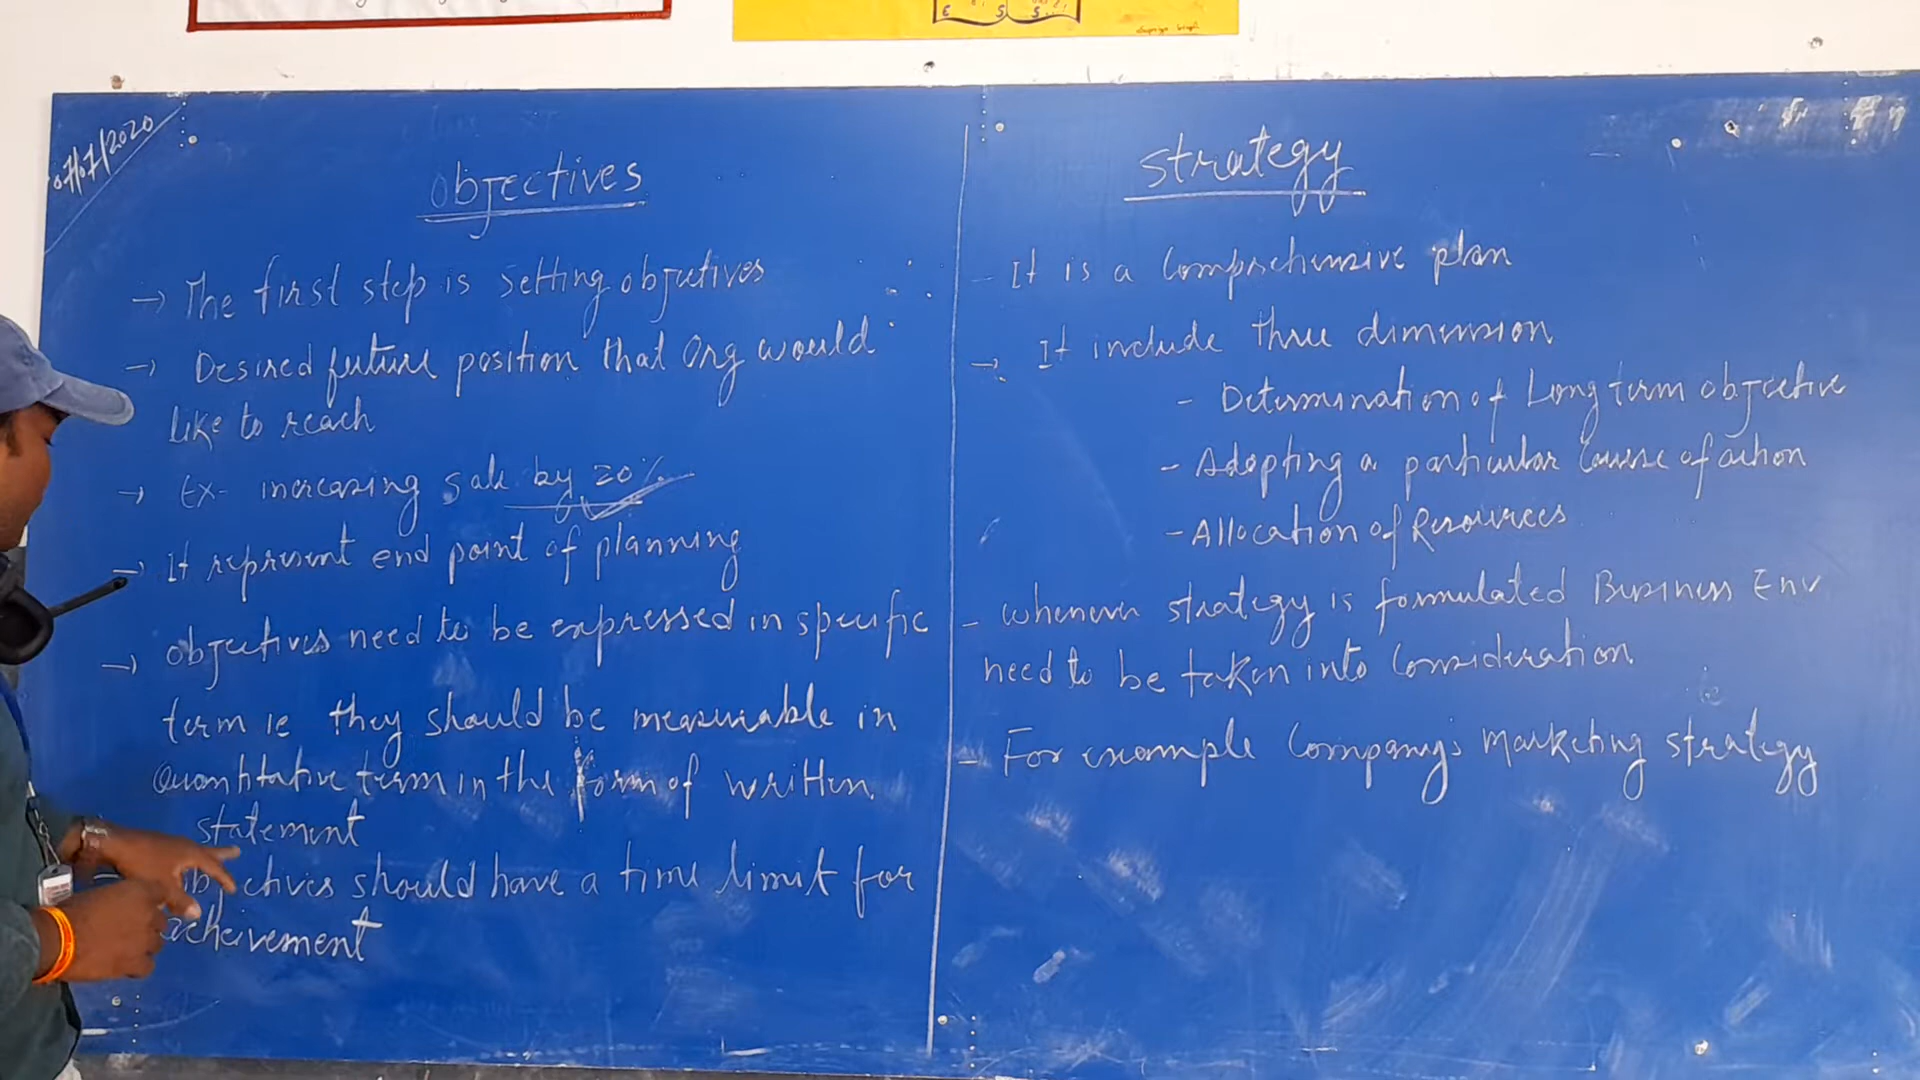 07/07/2020
objectives
→ The first step is setting objectives
→ Desired future position that Org would
like to reach
→ Ex- increasing sale by 20%
→ It represent end point of planning
→ objectives need to be expressed in specific
term ie they should be measurable in
Quantitative term in the form of written
statement
objectives should have a time limit for
acheivement
strategy
- It is a Comprehensive plan
→ It include three dimension
- Determination of Long term objective
- Adopting a particular Course of action
- Allocation of Resources
- whenever strategy is formulated Business Env
need to be taken into Consideration
- For example Company's Marketing strategy